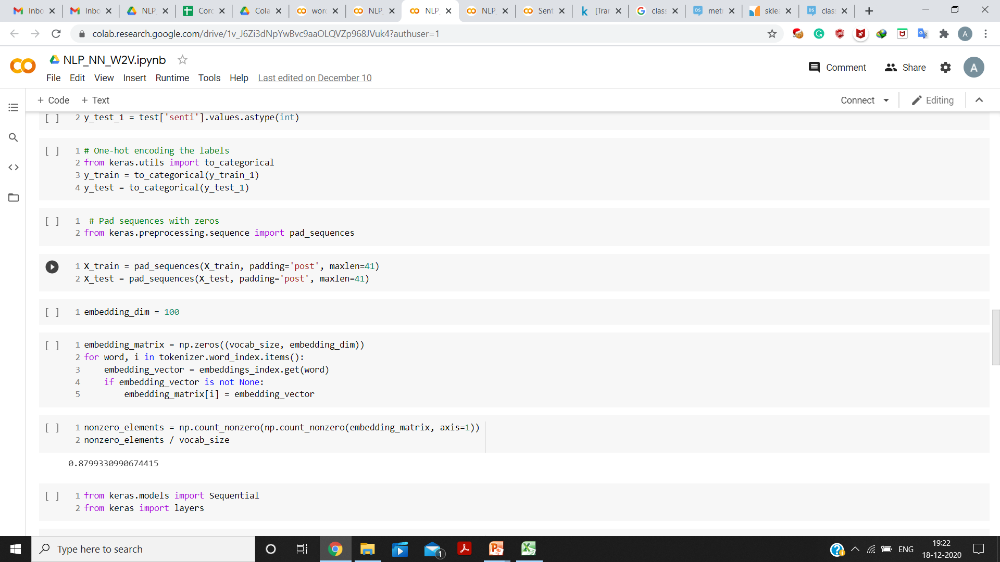 Inbo
Inbo
NLP
Corc
Cola
wor
NLP
NLP
NLP
Sent
[Trar
clas
met
skle
clas
colab.research.google.com/drive/1v_J6Zi3dNpYwBvc9aaOLQVZp968JVuk4?authuser=1
NLP_NN_W2V.ipynb
Comment
Share
A
File Edit View Insert Runtime Tools Help Last edited on December 10
+ Code + Text
Connect
Editing
[ ] 2 y_test_1 = test['senti'].values.astype(int)
[ ] 1 # One-hot encoding the labels
2 from keras.utils import to_categorical
3 y_train = to_categorical(y_train_1)
4 y_test = to_categorical(y_test_1)
[ ] 1 # Pad sequences with zeros
2 from keras.preprocessing.sequence import pad_sequences
1 X_train = pad_sequences(X_train, padding='post', maxlen=41)
2 X_test = pad_sequences(X_test, padding='post', maxlen=41)
[ ] 1 embedding_dim = 100
[ ] 1 embedding_matrix = np.zeros((vocab_size, embedding_dim))
2 for word, i in tokenizer.word_index.items():
3 embedding_vector = embeddings_index.get(word)
4 if embedding_vector is not None:
5 embedding_matrix[i] = embedding_vector
[ ] 1 nonzero_elements = np.count_nonzero(np.count_nonzero(embedding_matrix, axis=1))
2 nonzero_elements / vocab_size
0.8799330990674415
[ ] 1 from keras.models import Sequential
2 from keras import layers
Type here to search
1
ENG
19:22
18-12-2020